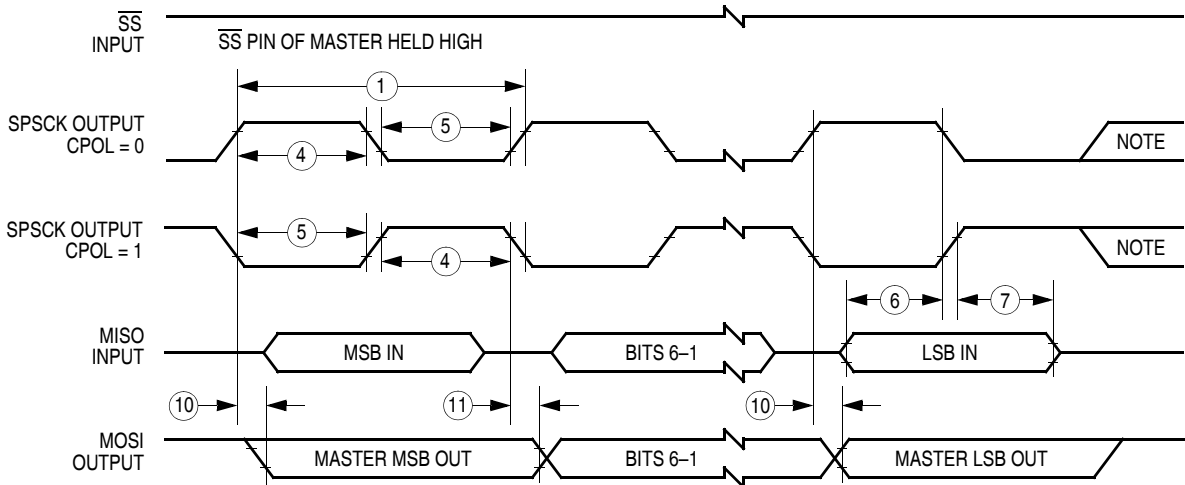 SS
INPUT
SS PIN OF MASTER HELD HIGH
1
SPSCK OUTPUT
CPOL = 0
5
4
NOTE
SPSCK OUTPUT
CPOL = 1
5
4
NOTE
6
7
MISO
INPUT
MSB IN
BITS 6–1
LSB IN
10
11
10
MOSI
OUTPUT
MASTER MSB OUT
BITS 6–1
MASTER LSB OUT